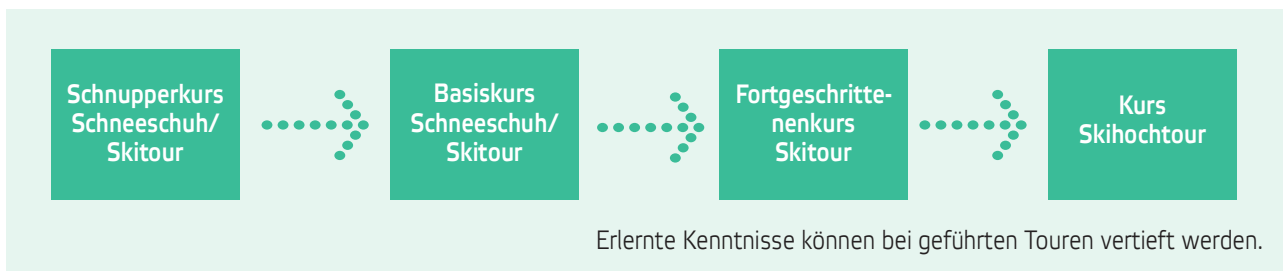 Schnupperkurs
Schneeschuh/
Skitour
Basiskurs
Schneeschuh/
Skitour
Fortgeschritte-
nenkurs
Skitour
Kurs
Skihochtour
Erlernte Kenntnisse können bei geführten Touren vertieft werden.